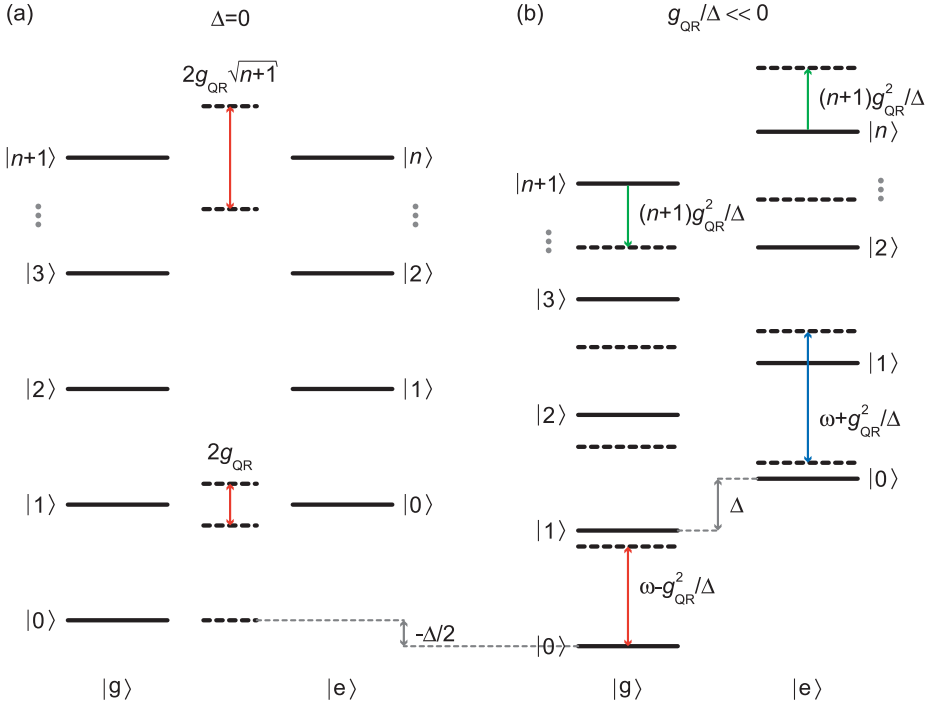 (a)
Δ=0
2g_QR√n+1
|n+1⟩
|n⟩
|3⟩
|2⟩
|2⟩
|1⟩
2g_QR
|1⟩
|0⟩
|0⟩
-Δ/2
|g⟩
|e⟩
(b)
g_QR/Δ << 0
(n+1)g²_QR/Δ
|n⟩
|n+1⟩
(n+1)g²_QR/Δ
|2⟩
|3⟩
|1⟩
|2⟩
ω+g²_QR/Δ
|0⟩
Δ
|1⟩
ω-g²_QR/Δ
|0⟩
|g⟩
|e⟩